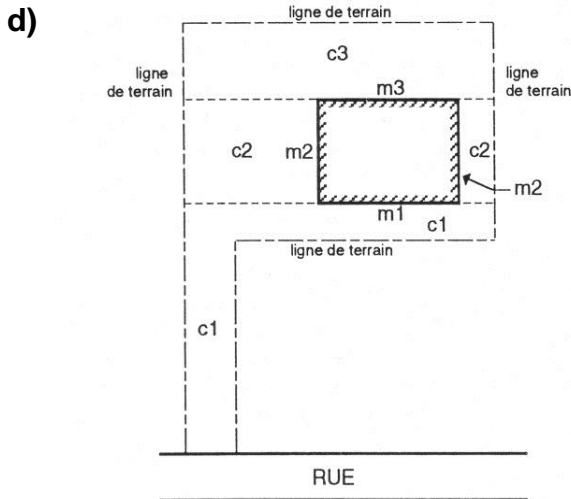 d)
ligne de terrain
c3
ligne
de terrain
ligne
de terrain
m3
c2
m2
c2
m2
m1
c1
ligne de terrain
c1
RUE